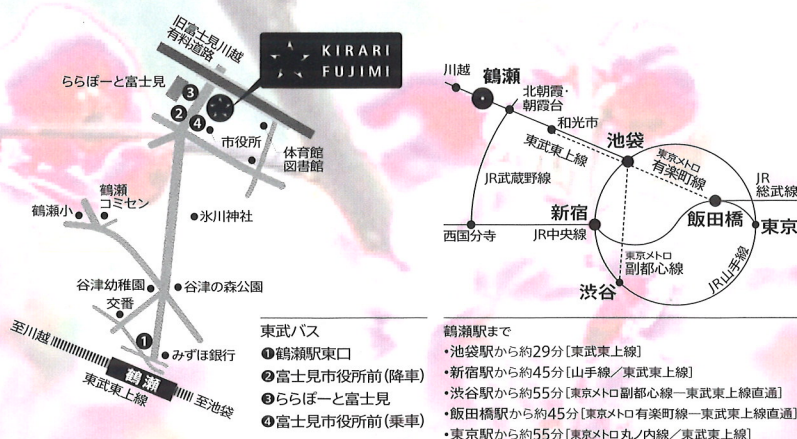 旧富士見川越
有料道路
KIRARI
FUJIMI
ららぽーと富士見
❸
❷
❹
市役所
体育館
図書館
鶴瀬
コミセン
鶴瀬小
氷川神社
谷津幼稚園
谷津の森公園
交番
❶
みずほ銀行
至川越
鶴瀬
東武東上線
至池袋
東武バス
❶鶴瀬駅東口
❷富士見市役所前(降車)
❸ららぽーと富士見
❹富士見市役所前(乗車)
川越
鶴瀬
北朝霞・
朝霞台
和光市
東武東上線
池袋
東京メトロ
有楽町線
JR武蔵野線
JR
総武線
新宿
飯田橋
東京
西国分寺
JR中央線
東京メトロ
副都心線
JR山手線
渋谷
鶴瀬駅まで
•池袋駅から約29分[東武東上線]
•新宿駅から約45分[山手線／東武東上線]
•渋谷駅から約55分[東京メトロ副都心線―東武東上線直通]
•飯田橋駅から約45分[東京メトロ有楽町線―東武東上線直通]
•東京駅から約55分[東京メトロ丸ノ内線／東武東上線]